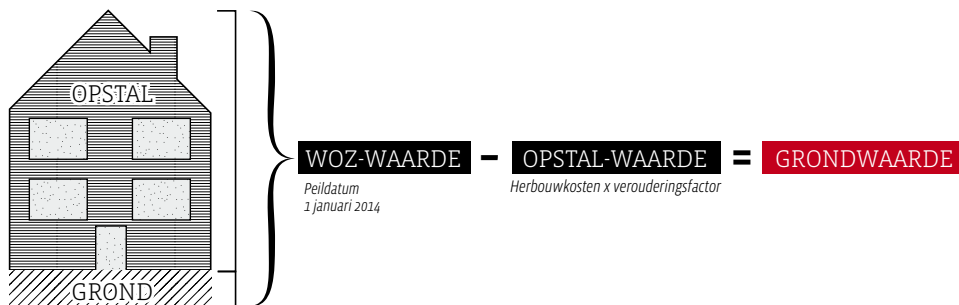 OPSTAL
WOZ-WAARDE - OPSTAL-WAARDE = GRONDWAARDE
Peildatum
1 januari 2014
Herbouwkosten x verouderingsfactor
GROND